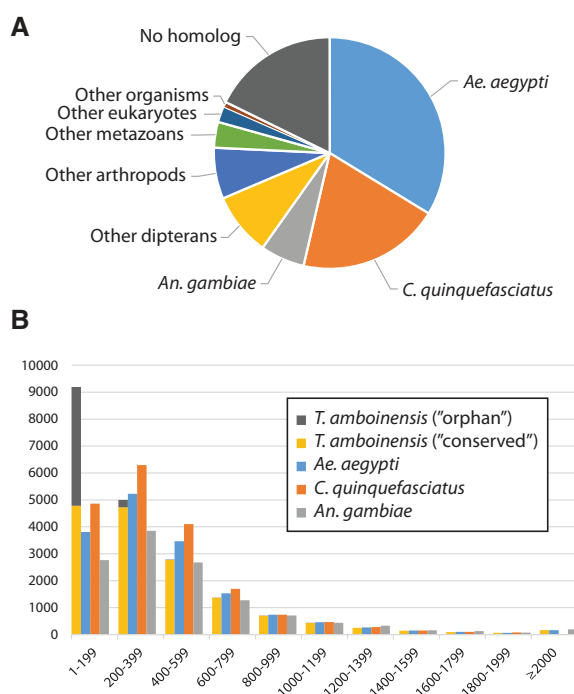 A
No homolog
Ae. aegypti
Other organisms
Other eukaryotes
Other metazoans
Other arthropods
Other dipterans
An. gambiae
C. quinquefasciatus
B
10000
9000
8000
7000
6000
5000
4000
3000
2000
1000
0
T. amboinensis ("orphan")
T. amboinensis ("conserved")
Ae. aegypti
C. quinquefasciatus
An. gambiae
1-199
200-399
400-599
600-799
800-999
1000-1199
1200-1399
1400-1599
1600-1799
1800-1999
≥2000